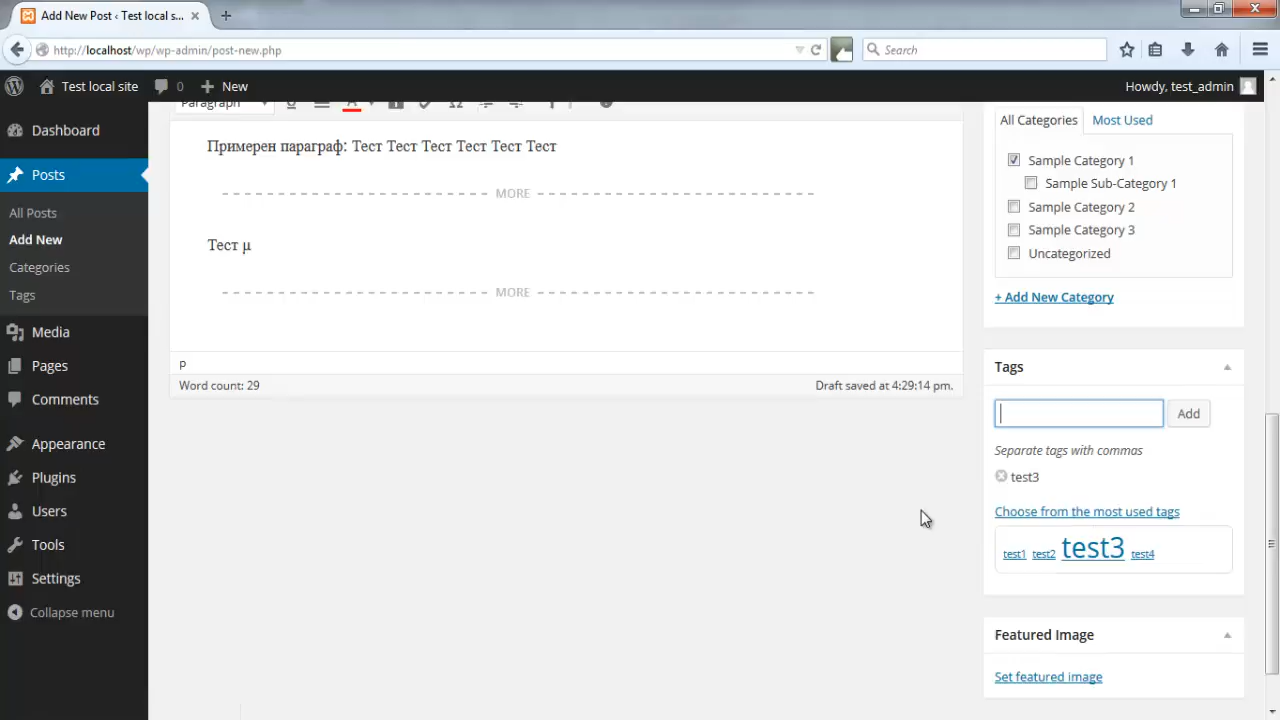 Add New Post ‹ Test local s...
http://localhost/wp/wp-admin/post-new.php
Search
Test local site
0
New
Howdy, test_admin
Dashboard
Posts
All Posts
Add New
Categories
Tags
Media
Pages
Comments
Appearance
Plugins
Users
Tools
Settings
Collapse menu
Paragraph
Примерен параграф: Тест Тест Тест Тест Тест Тест
MORE
Тест µ
MORE
p
Word count: 29
Draft saved at 4:29:14 pm.
All Categories
Most Used
Sample Category 1
Sample Sub-Category 1
Sample Category 2
Sample Category 3
Uncategorized
+ Add New Category
Tags
Add
Separate tags with commas
test3
Choose from the most used tags
test1 test2 test3 test4
Featured Image
Set featured image